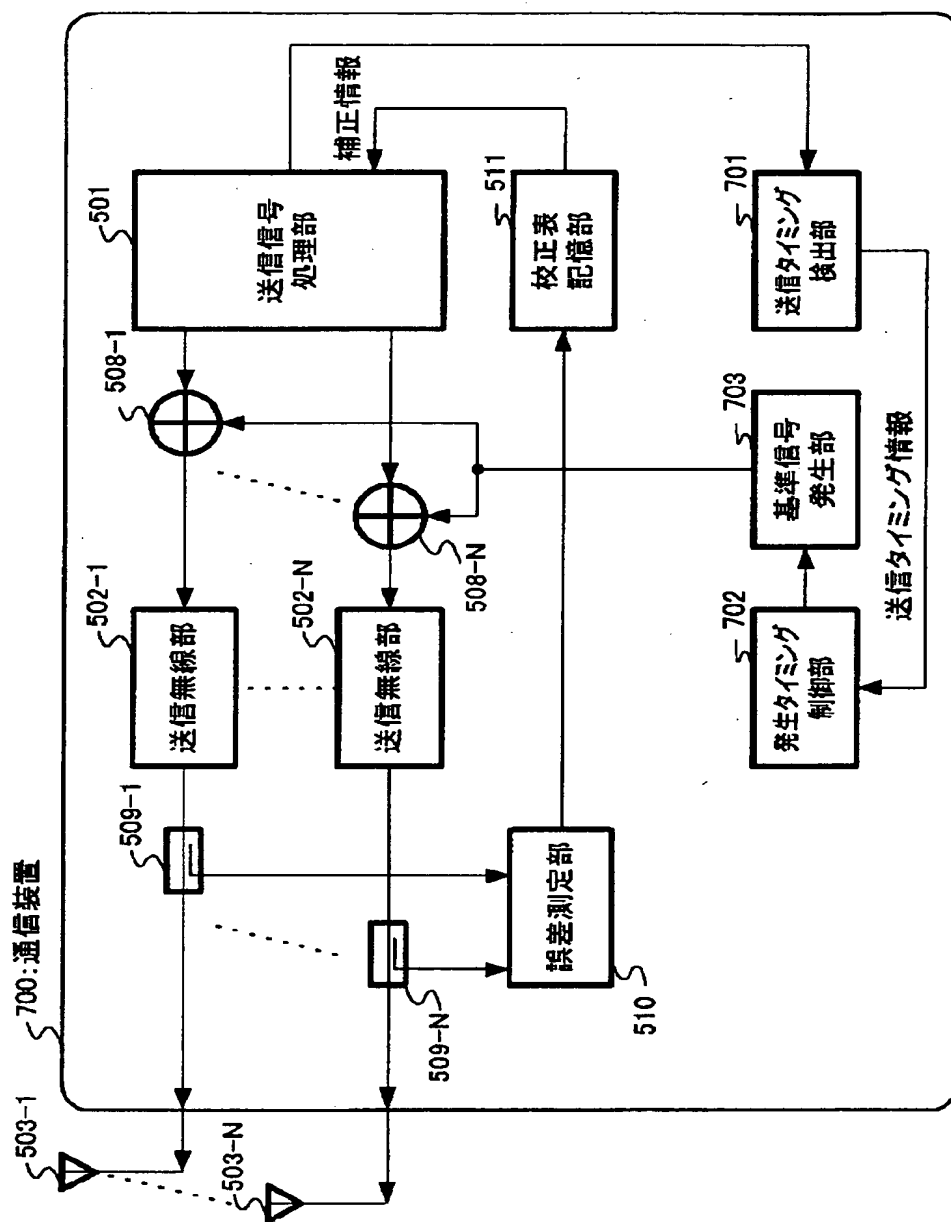 700:通信装置
503-1
503-N
509-1
509-N
誤差測定部
510
502-1
送信無線部
502-N
送信無線部
508-1
508-N
501
送信信号
処理部
補正情報
511
校正表
記憶部
701
送信タイミング
検出部
703
基準信号
発生部
702
発生タイミング
制御部
送信タイミング情報